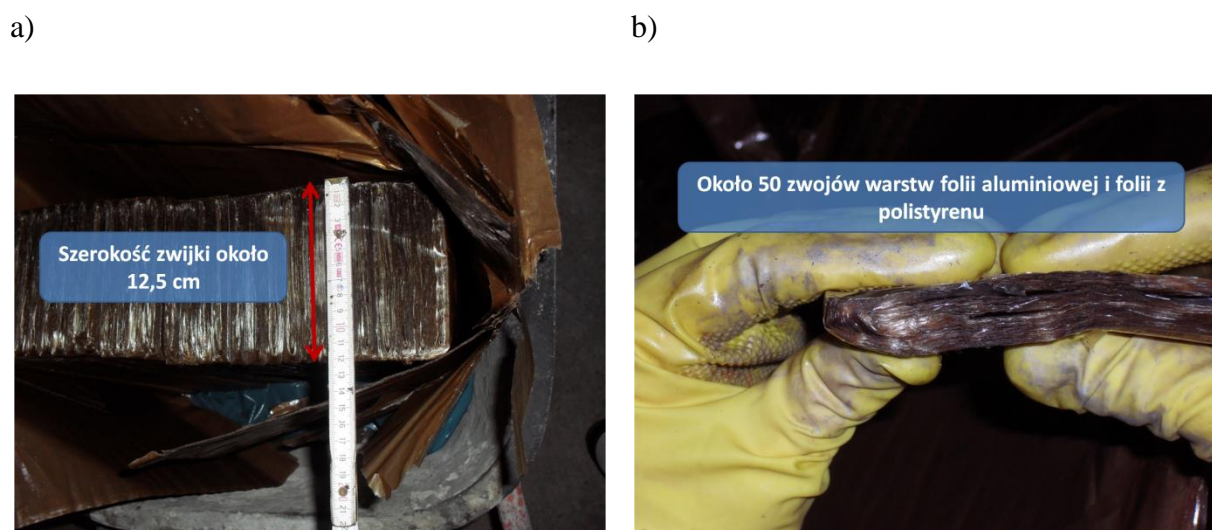 a)
b)
Szerokość zwijki około
12,5 cm
Około 50 zwojów warstw folii aluminiowej i folii z
polistyrenu